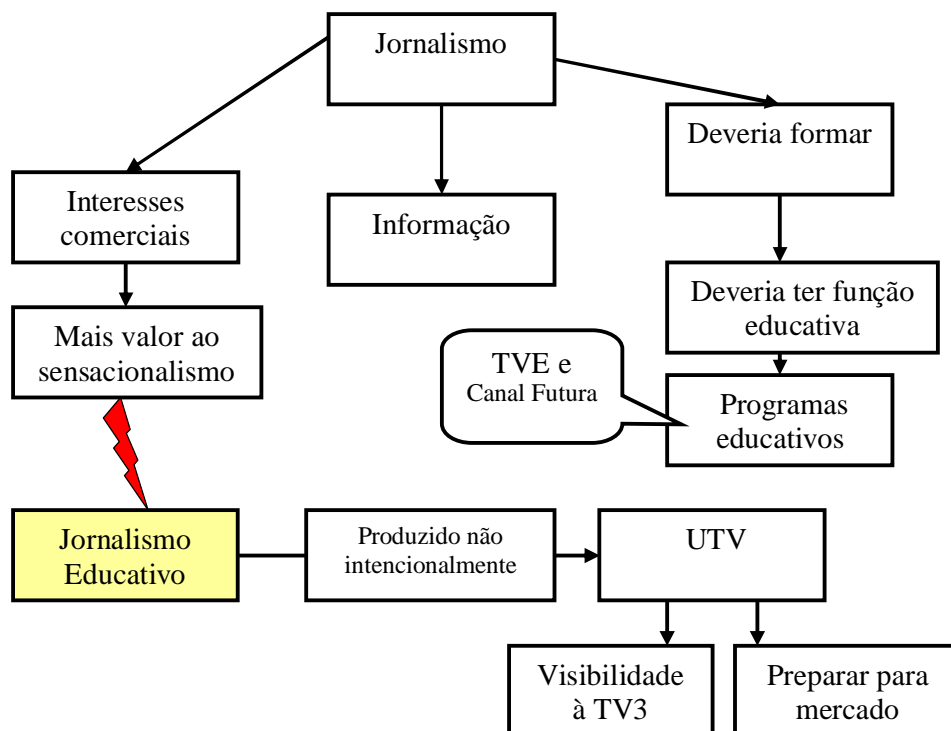 Jornalismo
Deveria formar
Interesses
comerciais
Informação
Deveria ter função
educativa
Mais valor ao
sensacionalismo
TVE e
Canal Futura
Programas
educativos
Jornalismo
Educativo
Produzido não
intencionalmente
UTV
Visibilidade
à TV3
Preparar para
mercado